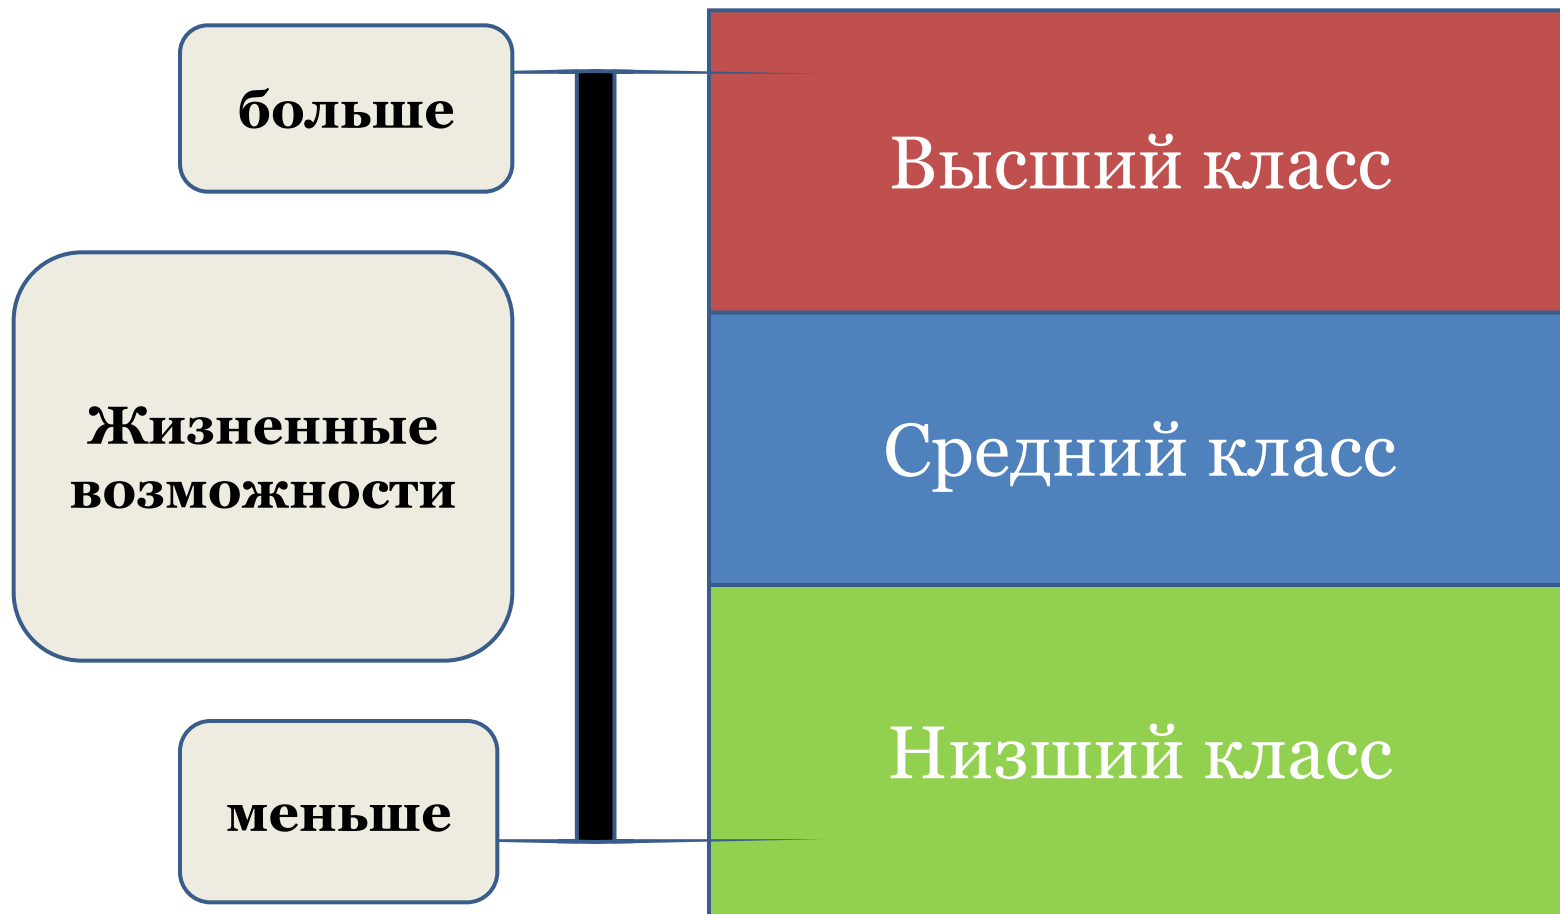 больше
Жизненные
возможности
меньше
Высший класс
Средний класс
Низший класс